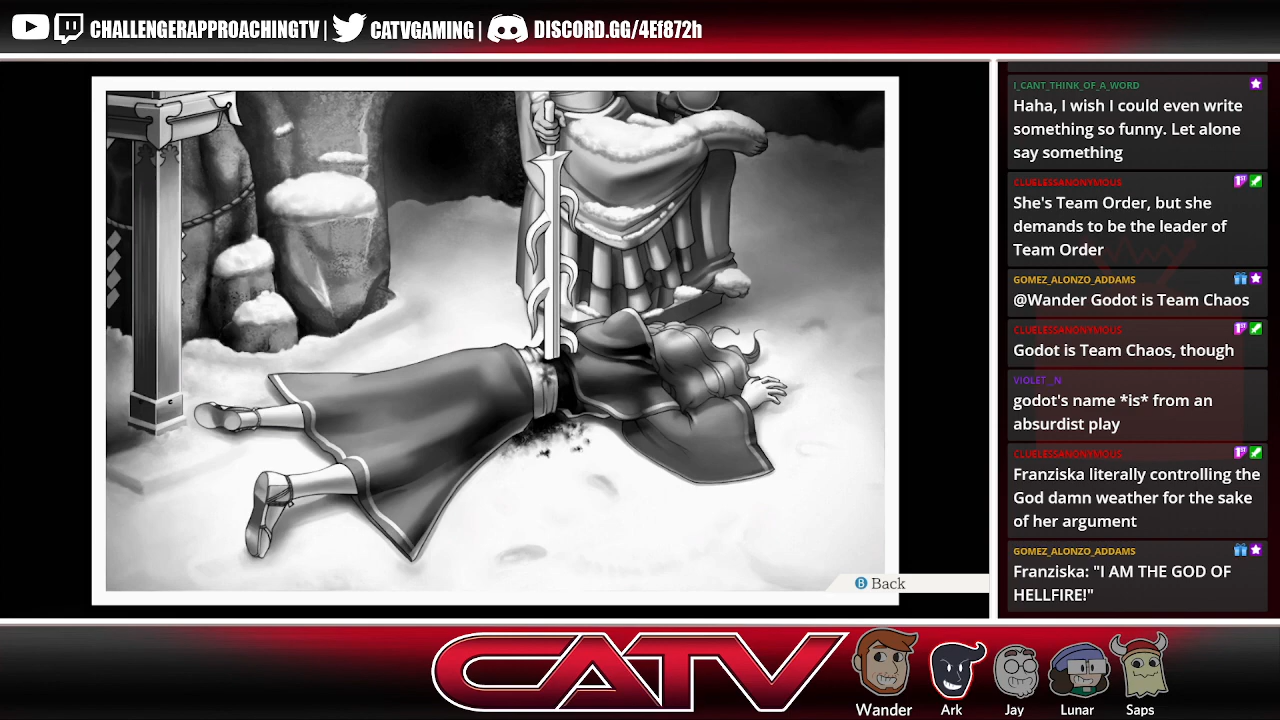 CHALLENGERAPPROACHINGTV | CATVGAMING | DISCORD.GG/4Ef872h
I_CANT_THINK_OF_A_WORD
Haha, I wish I could even write
something so funny. Let alone
say something
CLUELESSANONYMOUS
She's Team Order, but she
demands to be the leader of
Team Order
GOMEZ_ALONZO_ADDAMS
@Wander Godot is Team Chaos
CLUELESSANONYMOUS
Godot is Team Chaos, though
VIOLET__N
godot's name *is* from an
absurdist play
CLUELESSANONYMOUS
Franziska literally controlling the
God damn weather for the sake
of her argument
GOMEZ_ALONZO_ADDAMS
Franziska: "I AM THE GOD OF
HELLFIRE!"
B Back
CATV
Wander Ark Jay Lunar Saps